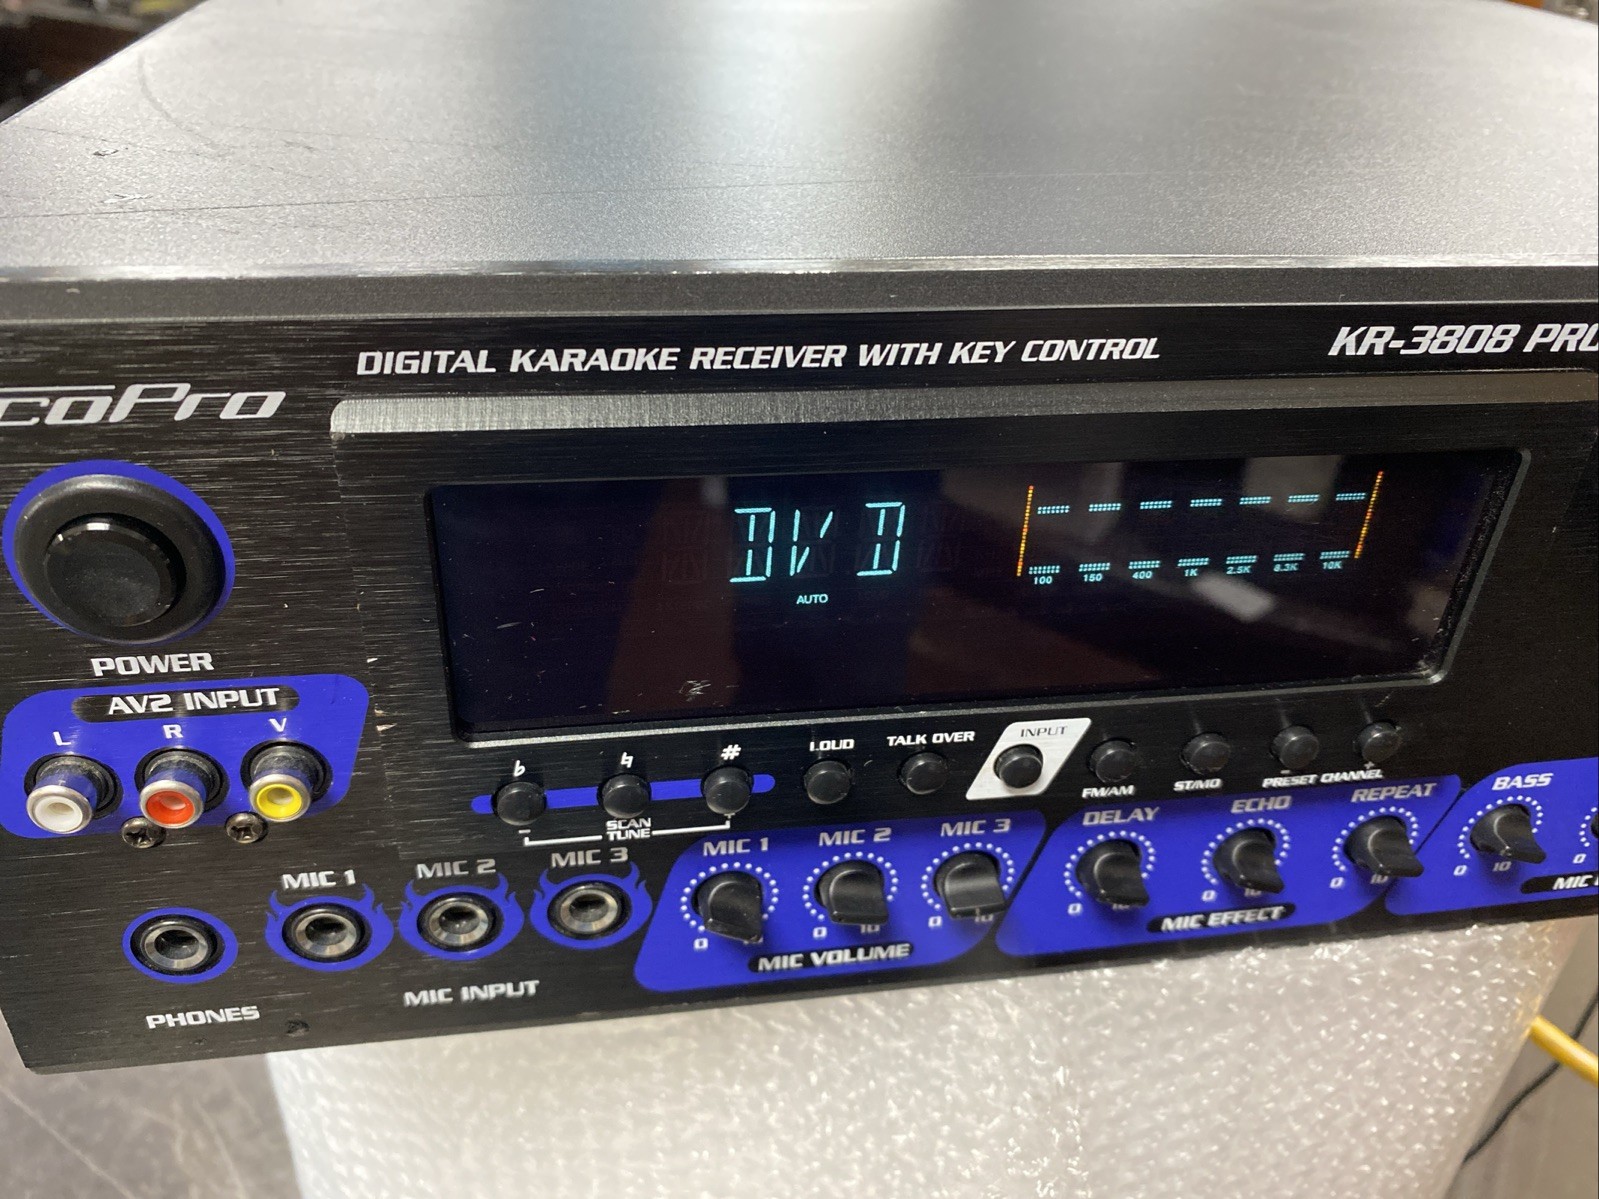 DIGITAL KARAOKE RECEIVER WITH KEY CONTROL
KR-3808 PRO
coPro
DVD
AUTO
100 150 400 1K 2.5K 6.3K 10K
POWER
AV2 INPUT
L R V
b ♮ #
SCAN
TUNE
- +
LOUD
TALK OVER
INPUT
FM/AM
ST/MO
- PRESET CHANNEL +
MIC 1 MIC 2 MIC 3
0 10 0 10 0 10
MIC VOLUME
DELAY ECHO REPEAT
0 10 0 10 0 10
MIC EFFECT
BASS
0 10 0
MIC
MIC 1 MIC 2 MIC 3
MIC INPUT
PHONES